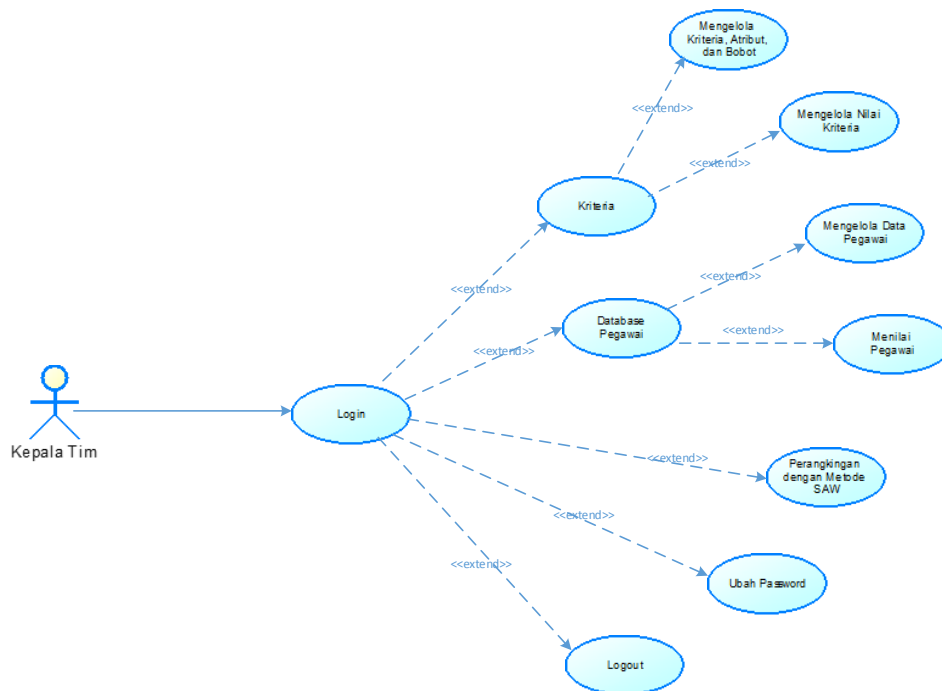 Mengelola
Kriteria, Atribut,
dan Bobot
<<extend>>
Mengelola Nilai
Kriteria
<<extend>>
Kriteria
Mengelola Data
Pegawai
<<extend>>
<<extend>>
Database
Pegawai
<<extend>>
Menilai
Pegawai
<<extend>>
Login
Kepala Tim
<<extend>>
Perangkingan
dengan Metode
SAW
<<extend>>
Ubah Password
<<extend>>
Logout